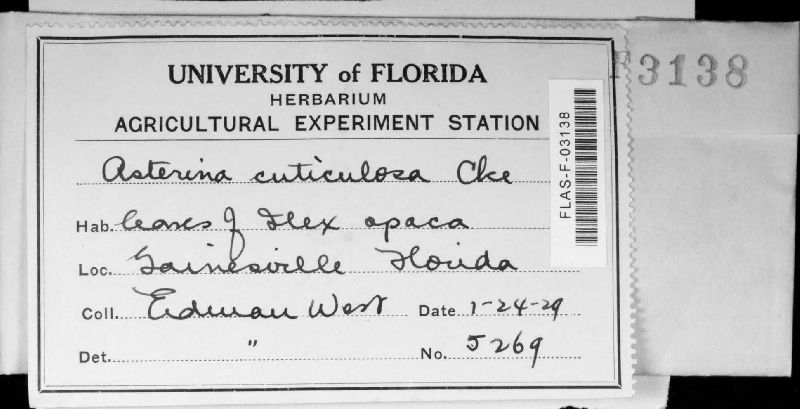 UNIVERSITY of FLORIDA
HERBARIUM
AGRICULTURAL EXPERIMENT STATION
Asterina cuticulosa Cke
Hab. leaves of Ilex opaca
Loc. Gainesville Florida
Coll. Erdman West Date 1-24-29
Det. " No. 5269
FLAS-F-03138
F3138